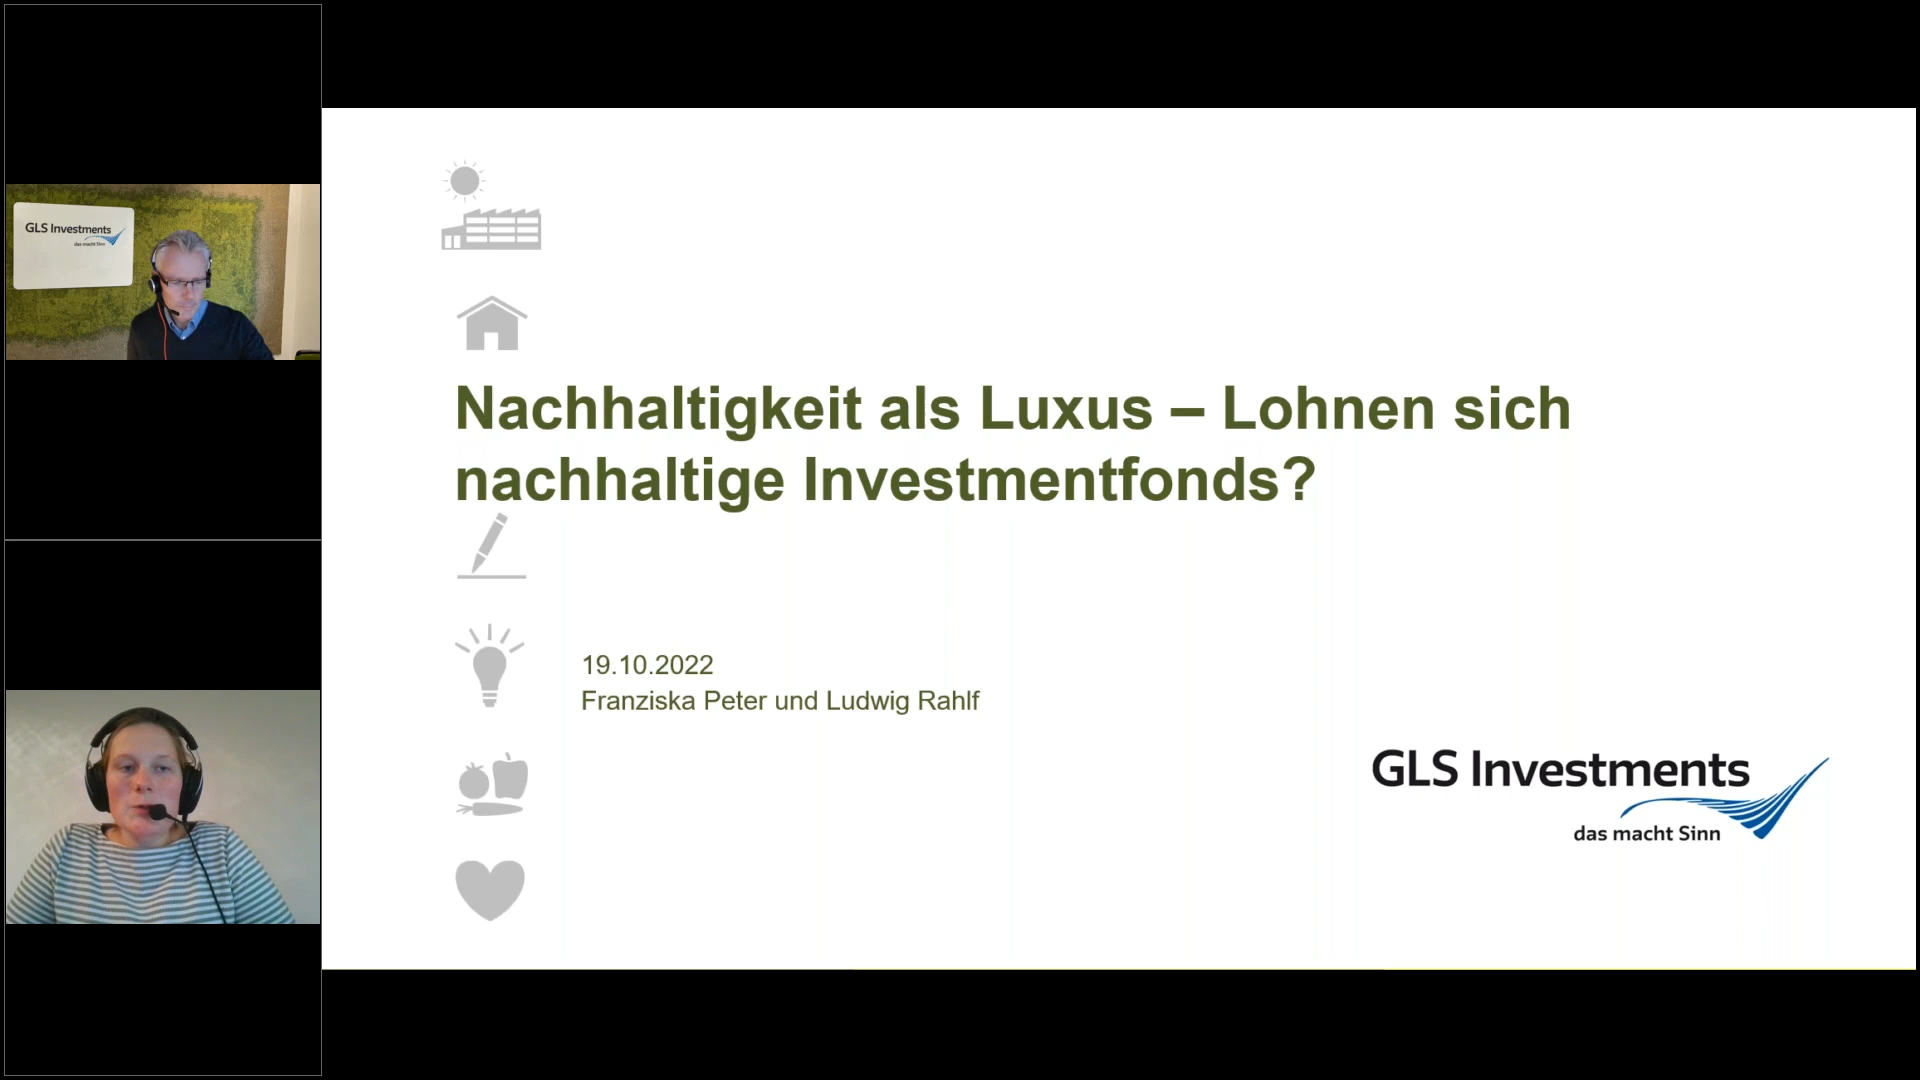 GLS Investments
das macht Sinn
Nachhaltigkeit als Luxus – Lohnen sich
nachhaltige Investmentfonds?
19.10.2022
Franziska Peter und Ludwig Rahlf
GLS Investments
das macht Sinn